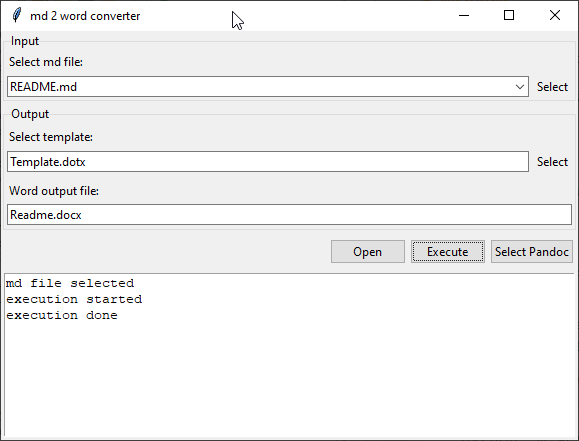 md 2 word converter
Input
Select md file:
README.md Select
Output
Select template:
Template.dotx Select
Word output file:
Readme.docx
Open Execute Select Pandoc
md file selected
execution started
execution done